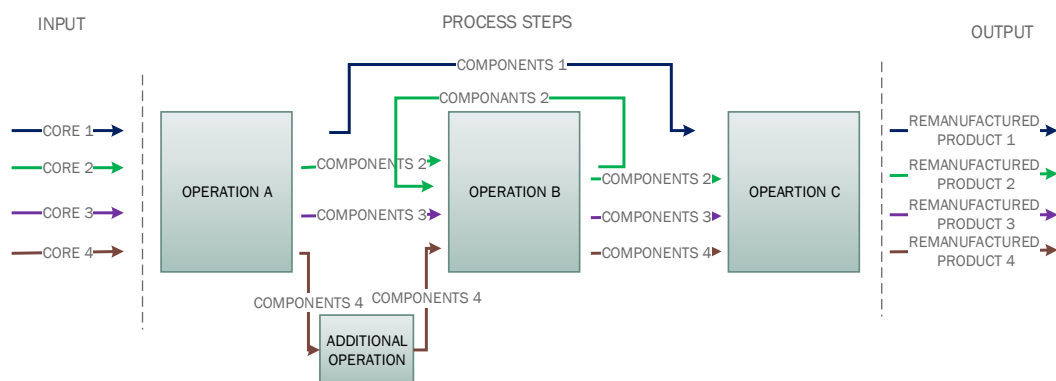 INPUT
PROCESS STEPS
OUTPUT
COMPONENTS 1
COMPONANTS 2
CORE 1
CORE 2
CORE 3
CORE 4
OPERATION A
COMPONENTS 2
COMPONENTS 3
OPERATION B
COMPONENTS 2
COMPONENTS 3
COMPONENTS 4
OPEARTION C
REMANUFACTURED
PRODUCT 1
REMANUFACTURED
PRODUCT 2
REMANUFACTURED
PRODUCT 3
REMANUFACTURED
PRODUCT 4
COMPONENTS 4
COMPONENTS 4
ADDITIONAL
OPERATION